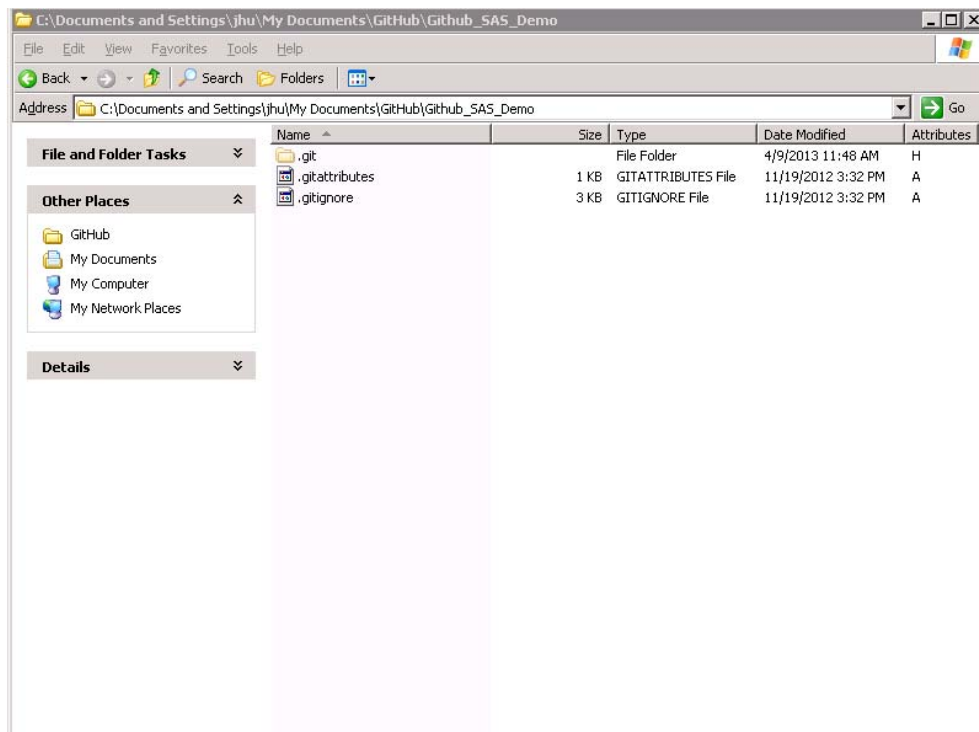 C:\Documents and Settings\jhu\My Documents\GitHub\Github_SAS_Demo
File Edit View Favorites Tools Help
Back Search Folders
Address C:\Documents and Settings\jhu\My Documents\GitHub\Github_SAS_Demo Go
Name Size Type Date Modified Attributes
.git File Folder 4/9/2013 11:48 AM H
.gitattributes 1 KB GITATTRIBUTES File 11/19/2012 3:32 PM A
.gitignore 3 KB GITIGNORE File 11/19/2012 3:32 PM A
File and Folder Tasks
Other Places
GitHub
My Documents
My Computer
My Network Places
Details